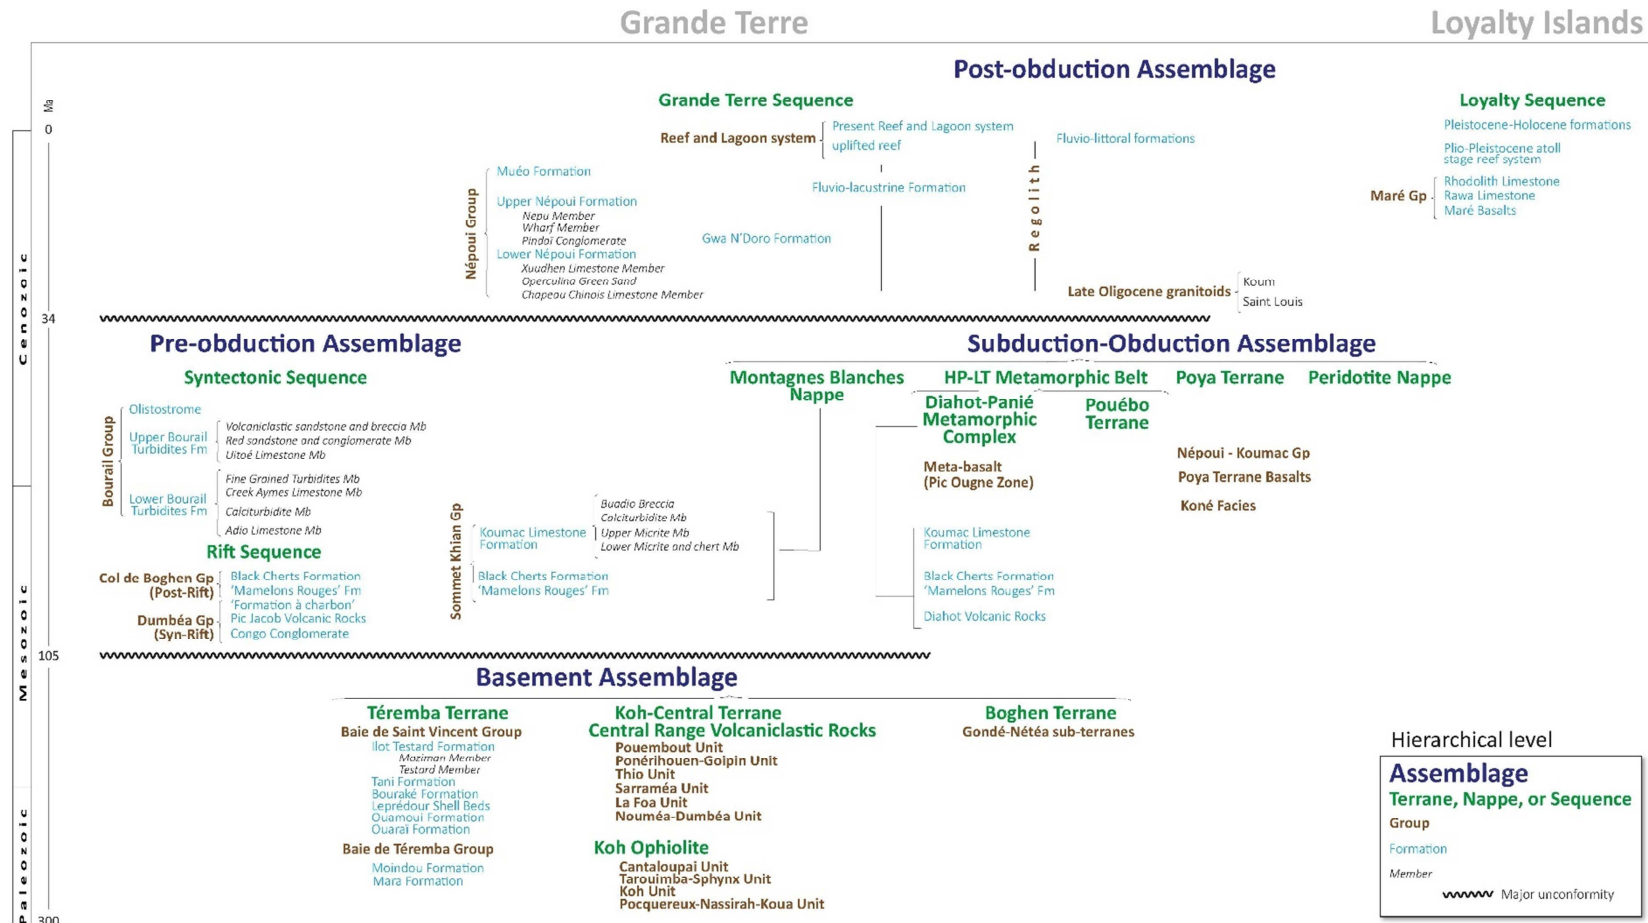 Grande Terre
Loyalty Islands
Post-obduction Assemblage
Ma
0
34
105
300
Cenozoic
Mesozoic
Paleozoic
Grande Terre Sequence
Reef and Lagoon system
Present Reef and Lagoon system
uplifted reef
Fluvio-littoral formations
Fluvio-lacustrine Formation
Regolith
Népoui Group
Muéo Formation
Upper Népoui Formation
Nepu Member
Wharf Member
Pindaï Conglomerate
Lower Népoui Formation
Xuudhen Limestone Member
Operculina Green Sand
Chapeau Chinois Limestone Member
Gwa N'Doro Formation
Late Oligocene granitoids
Koum
Saint Louis
Loyalty Sequence
Pleistocene-Holocene formations
Plio-Pleistocene atoll
stage reef system
Maré Gp
Rhodolith Limestone
Rawa Limestone
Maré Basalts
Pre-obduction Assemblage
Syntectonic Sequence
Bourail Group
Olistostrome
Upper Bourail
Turbidites Fm
Volcaniclastic sandstone and breccia Mb
Red sandstone and conglomerate Mb
Uitoé Limestone Mb
Lower Bourail
Turbidites Fm
Fine Grained Turbidites Mb
Creek Aymes Limestone Mb
Calciturbidite Mb
Adio Limestone Mb
Rift Sequence
Col de Boghen Gp
(Post-Rift)
Black Cherts Formation
'Mamelons Rouges' Fm
Dumbéa Gp
(Syn-Rift)
'Formation à charbon'
Pic Jacob Volcanic Rocks
Congo Conglomerate
Subduction-Obduction Assemblage
Montagnes Blanches
Nappe
Sommet Khian Gp
Koumac Limestone
Formation
Buadio Breccia
Calciturbidite Mb
Upper Micrite Mb
Lower Micrite and chert Mb
Black Cherts Formation
'Mamelons Rouges' Fm
HP-LT Metamorphic Belt
Diahot-Panié
Metamorphic
Complex
Meta-basalt
(Pic Ougne Zone)
Koumac Limestone
Formation
Black Cherts Formation
'Mamelons Rouges' Fm
Diahot Volcanic Rocks
Pouébo
Terrane
Poya Terrane
Népoui - Koumac Gp
Poya Terrane Basalts
Koné Facies
Peridotite Nappe
Basement Assemblage
Téremba Terrane
Baie de Saint Vincent Group
Ilot Testard Formation
Maziman Member
Testard Member
Tani Formation
Bouraké Formation
Leprédour Shell Beds
Ouamoui Formation
Ouaraï Formation
Baie de Téremba Group
Moindou Formation
Mara Formation
Koh-Central Terrane
Central Range Volcaniclastic Rocks
Pouembout Unit
Ponérihouen-Goipin Unit
Thio Unit
Sarraméa Unit
La Foa Unit
Nouméa-Dumbéa Unit
Koh Ophiolite
Cantaloupai Unit
Tarouimba-Sphynx Unit
Koh Unit
Pocquereux-Nassirah-Koua Unit
Boghen Terrane
Gondé-Nétéa sub-terranes
Hierarchical level
Assemblage
Terrane, Nappe, or Sequence
Group
Formation
Member
Major unconformity